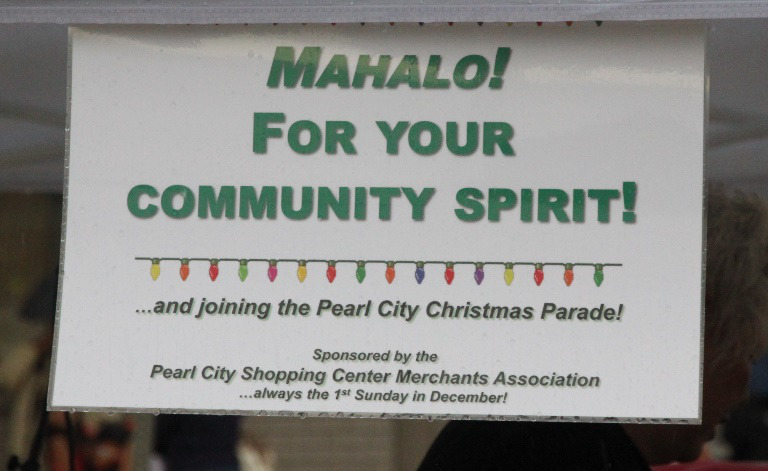 MAHALO!
FOR YOUR
COMMUNITY SPIRIT!
...and joining the Pearl City Christmas Parade!
Sponsored by the
Pearl City Shopping Center Merchants Association
...always the 1st Sunday in December!